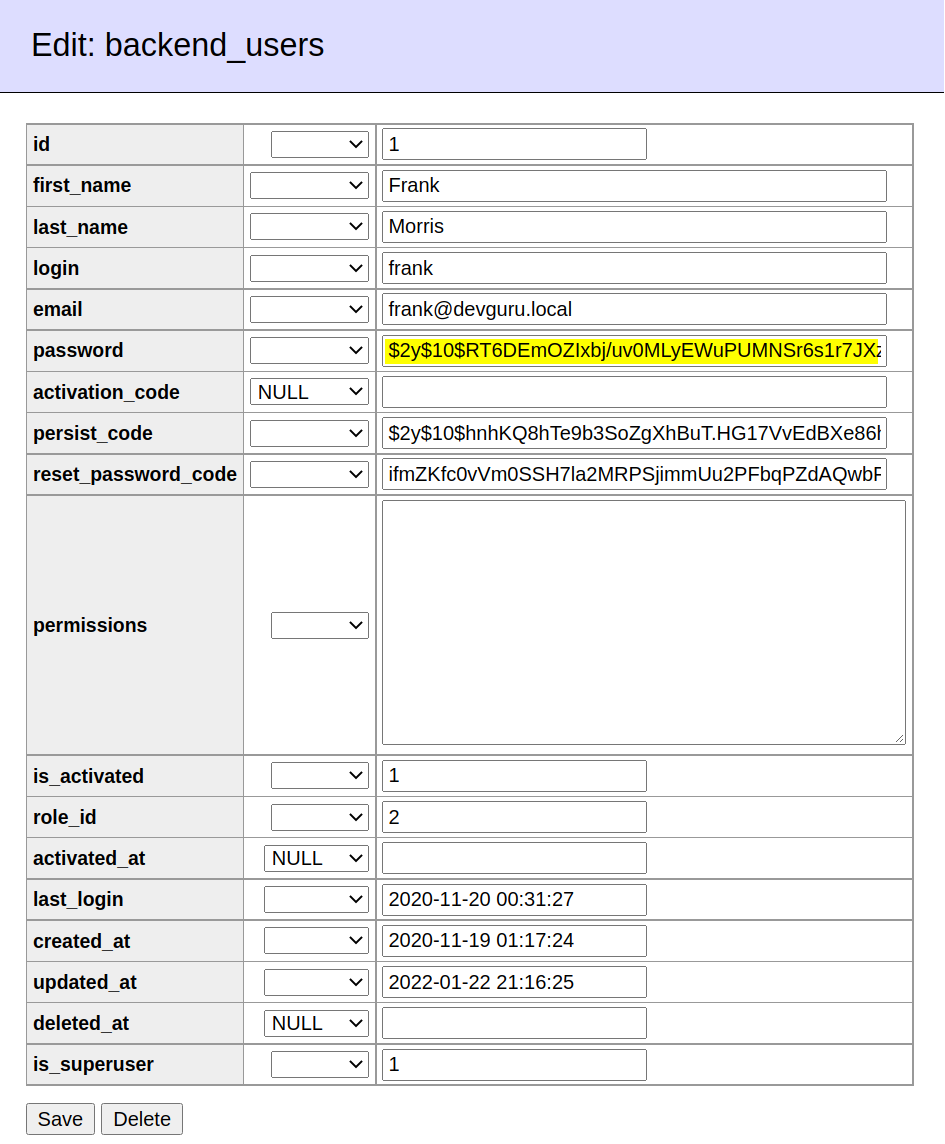 Edit: backend_users
id 1
first_name Frank
last_name Morris
login frank
email frank@devguru.local
password $2y$10$RT6DEmOZIxbj/uv0MLyEWuPUMNSr6s1r7JXz
activation_code NULL
persist_code $2y$10$hnhKQ8hTe9b3SoZgXhBuT.HG17VvEdBXe86h
reset_password_code ifmZKfc0vVm0SSH7la2MRPSjimmUu2PFbqPZdAQwbF
permissions
is_activated 1
role_id 2
activated_at NULL
last_login 2020-11-20 00:31:27
created_at 2020-11-19 01:17:24
updated_at 2022-01-22 21:16:25
deleted_at NULL
is_superuser 1
Save Delete